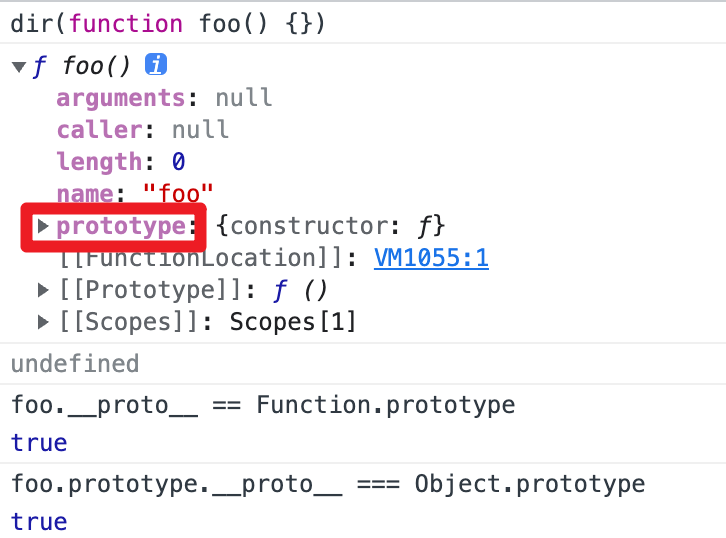 dir(function foo() {})
ƒ foo() i
arguments: null
caller: null
length: 0
name: "foo"
prototype: {constructor: ƒ}
[[FunctionLocation]]: VM1055:1
[[Prototype]]: ƒ ()
[[Scopes]]: Scopes[1]
undefined
foo.__proto__ == Function.prototype
true
foo.prototype.__proto__ === Object.prototype
true